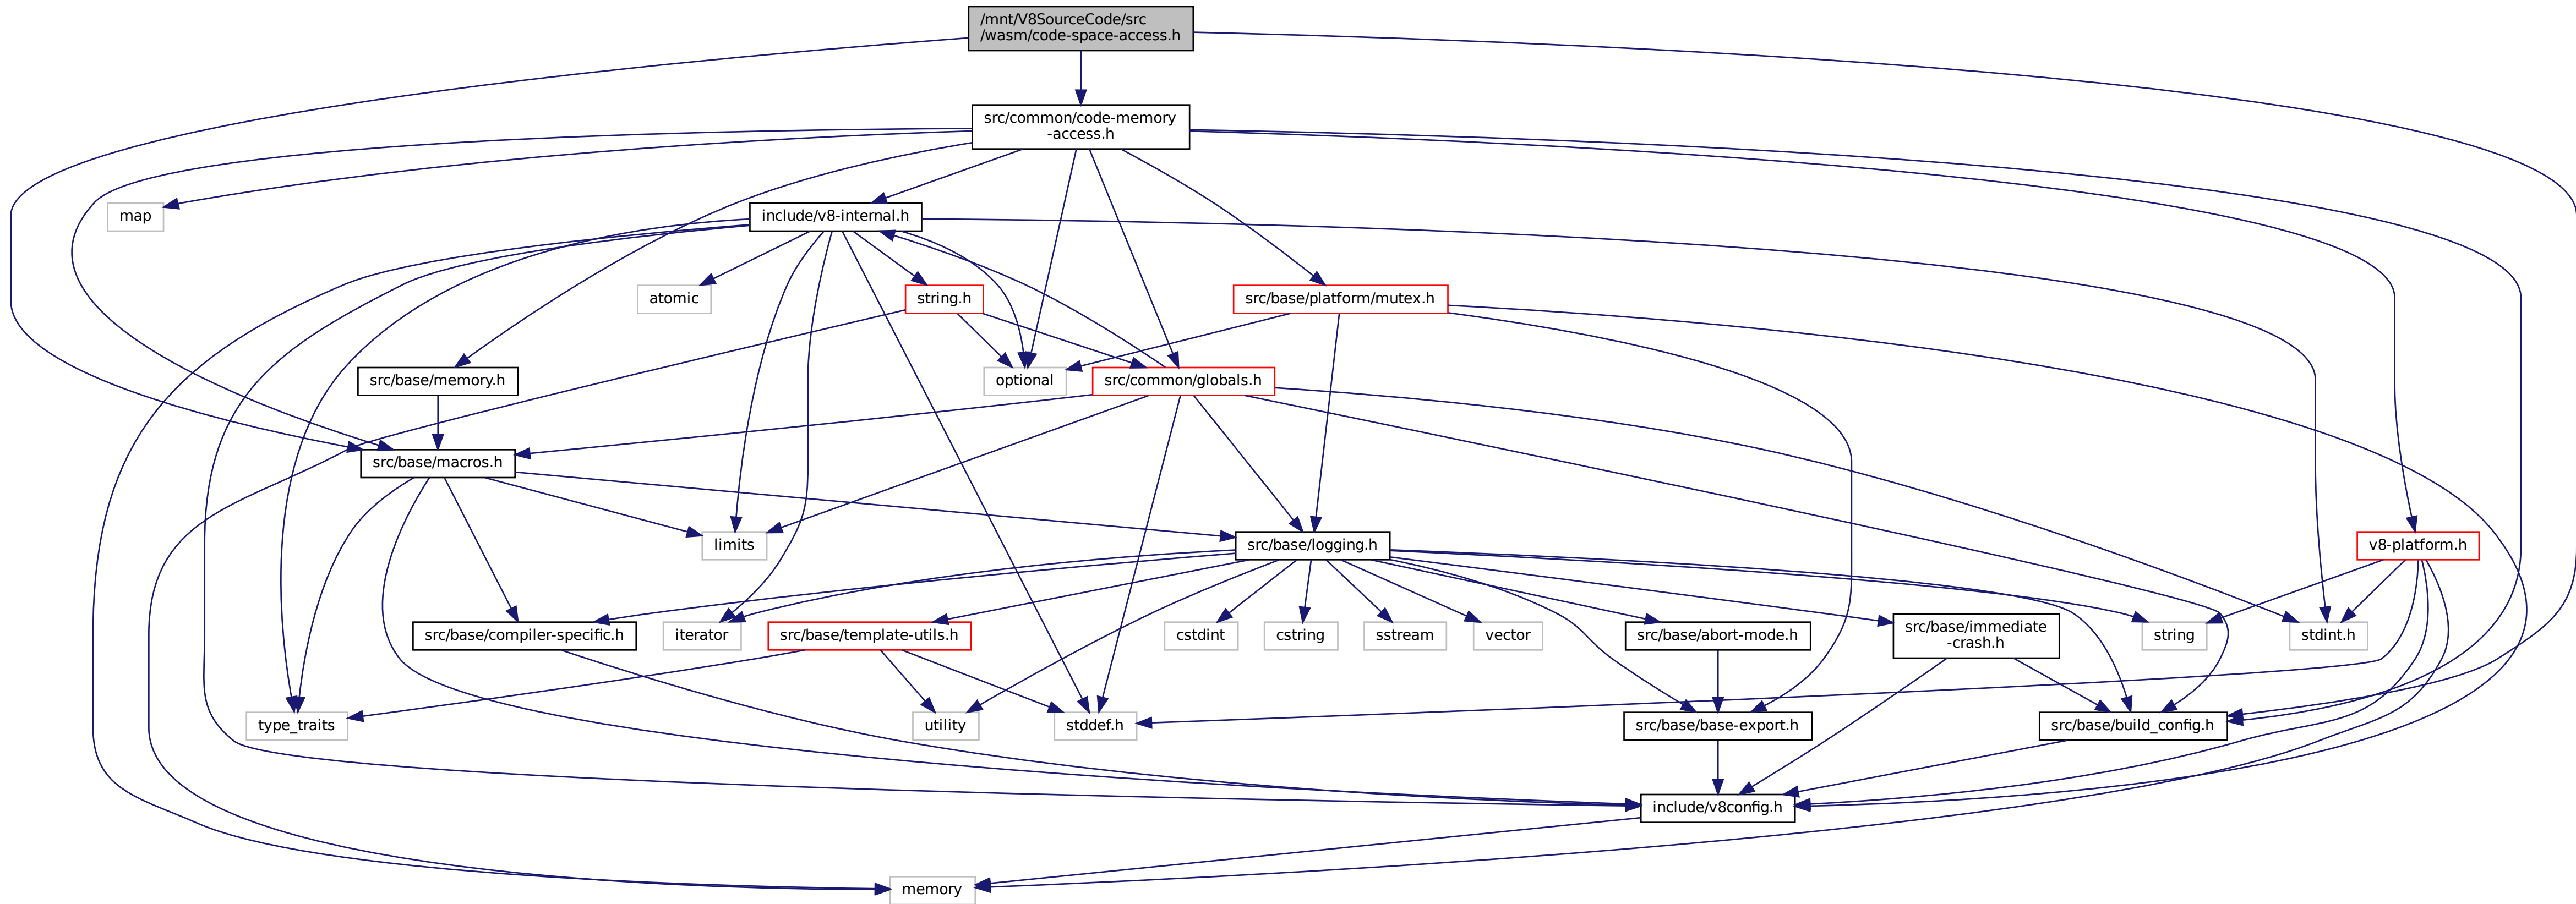 /mnt/V8SourceCode/src
/wasm/code-space-access.h
src/common/code-memory
-access.h
map
include/v8-internal.h
atomic
string.h
src/base/platform/mutex.h
src/base/memory.h
optional
src/common/globals.h
src/base/macros.h
limits
src/base/logging.h
v8-platform.h
src/base/compiler-specific.h
iterator
src/base/template-utils.h
cstdint
cstring
sstream
vector
src/base/abort-mode.h
src/base/immediate
-crash.h
string
stdint.h
type_traits
utility
stddef.h
src/base/base-export.h
src/base/build_config.h
include/v8config.h
memory